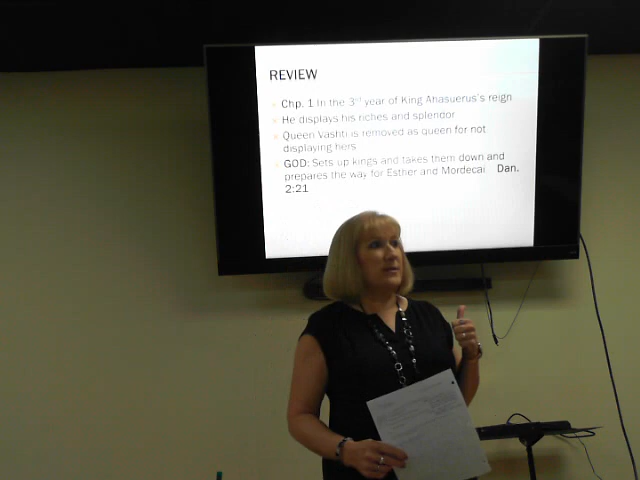 REVIEW
Chp. 1 In the 3rd year of King Ahasuerus's reign
He displays his riches and splendor
Queen Vashti is removed as queen for not
displaying hers
GOD: Sets up kings and takes them down and
prepares the way for Esther and Mordecai Dan.
2:21